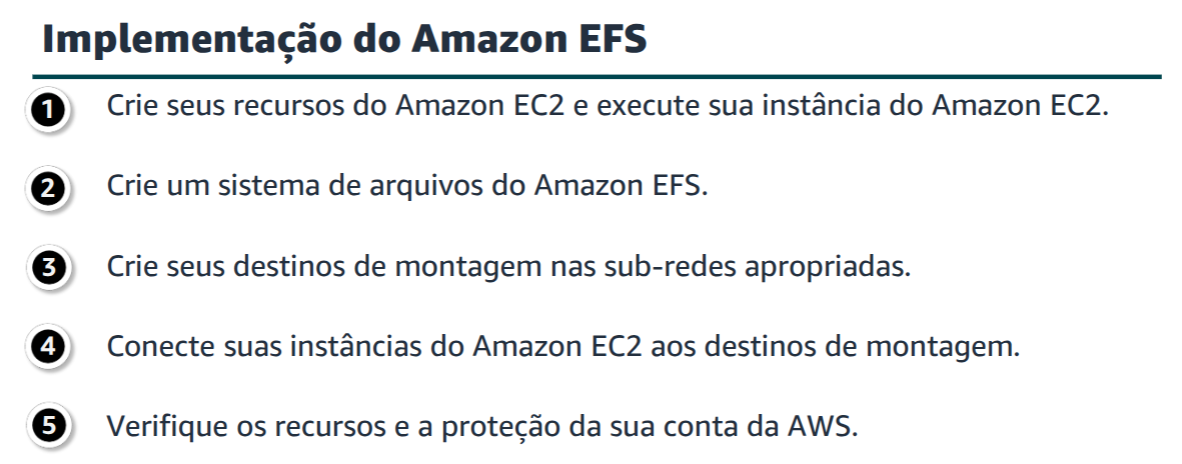 Implementação do Amazon EFS
1 Crie seus recursos do Amazon EC2 e execute sua instância do Amazon EC2.
2 Crie um sistema de arquivos do Amazon EFS.
3 Crie seus destinos de montagem nas sub-redes apropriadas.
4 Conecte suas instâncias do Amazon EC2 aos destinos de montagem.
5 Verifique os recursos e a proteção da sua conta da AWS.